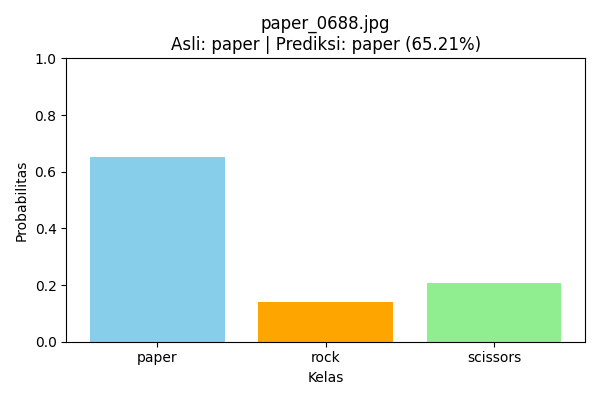 paper_0688.jpg
Asli: paper | Prediksi: paper (65.21%)
1.0
0.8
0.6
0.4
0.2
0.0
Probabilitas
paper rock scissors
Kelas